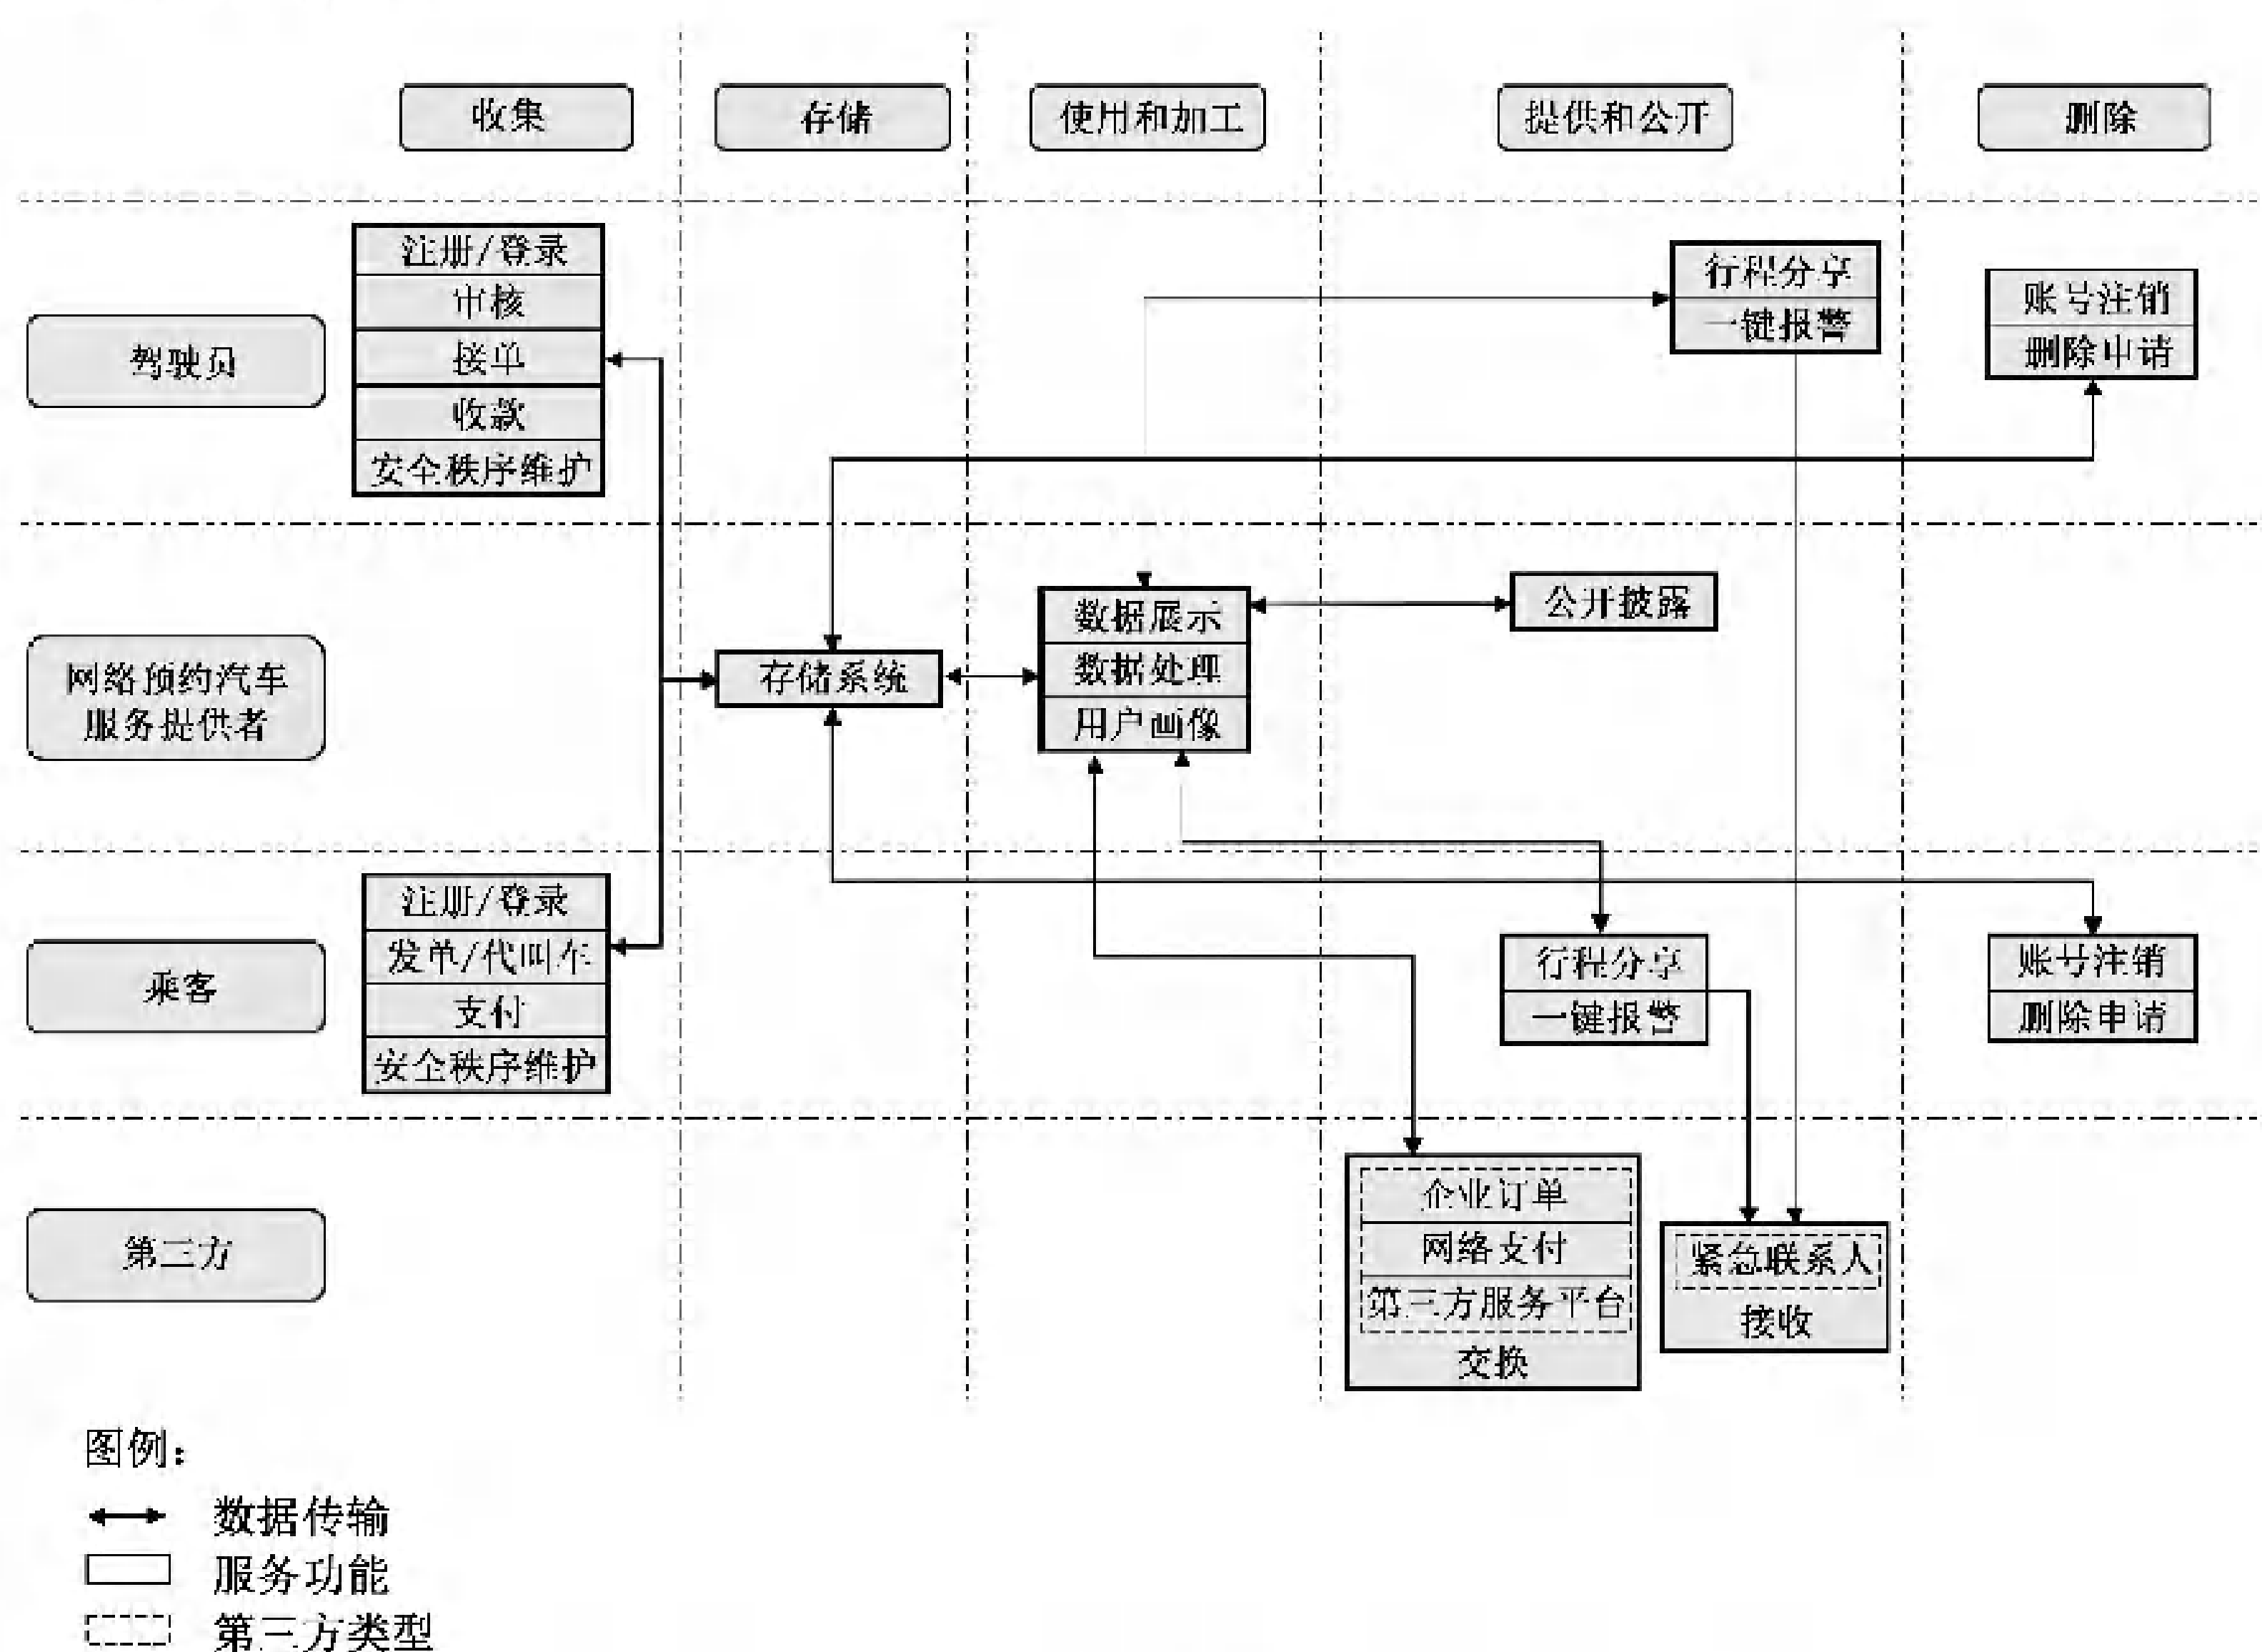 收集
存储
使用和加工
提供和公开
删除
驾驶员
注册/登录
审核
接单
收款
安全秩序维护
行程分享
一键报警
账号注销
删除申请
网络预约汽车
服务提供者
存储系统
数据展示
数据处理
用户画像
公开披露
乘客
注册/登录
发单/代叫车
支付
安全秩序维护
行程分享
一键报警
账号注销
删除申请
第三方
企业订单
网络支付
第三方服务平台
交换
紧急联系人
接收
图例：
数据传输
服务功能
第三方类型